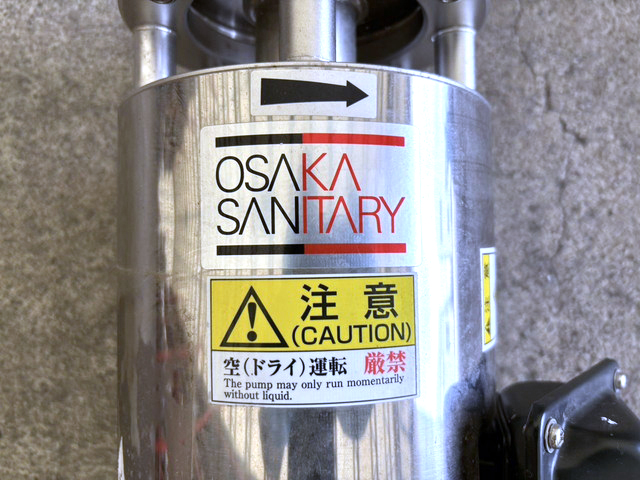 OSAKA
SANITARY
注意
(CAUTION)
空(ドライ)運転 厳禁
The pump may only run momentarily
without liquid.